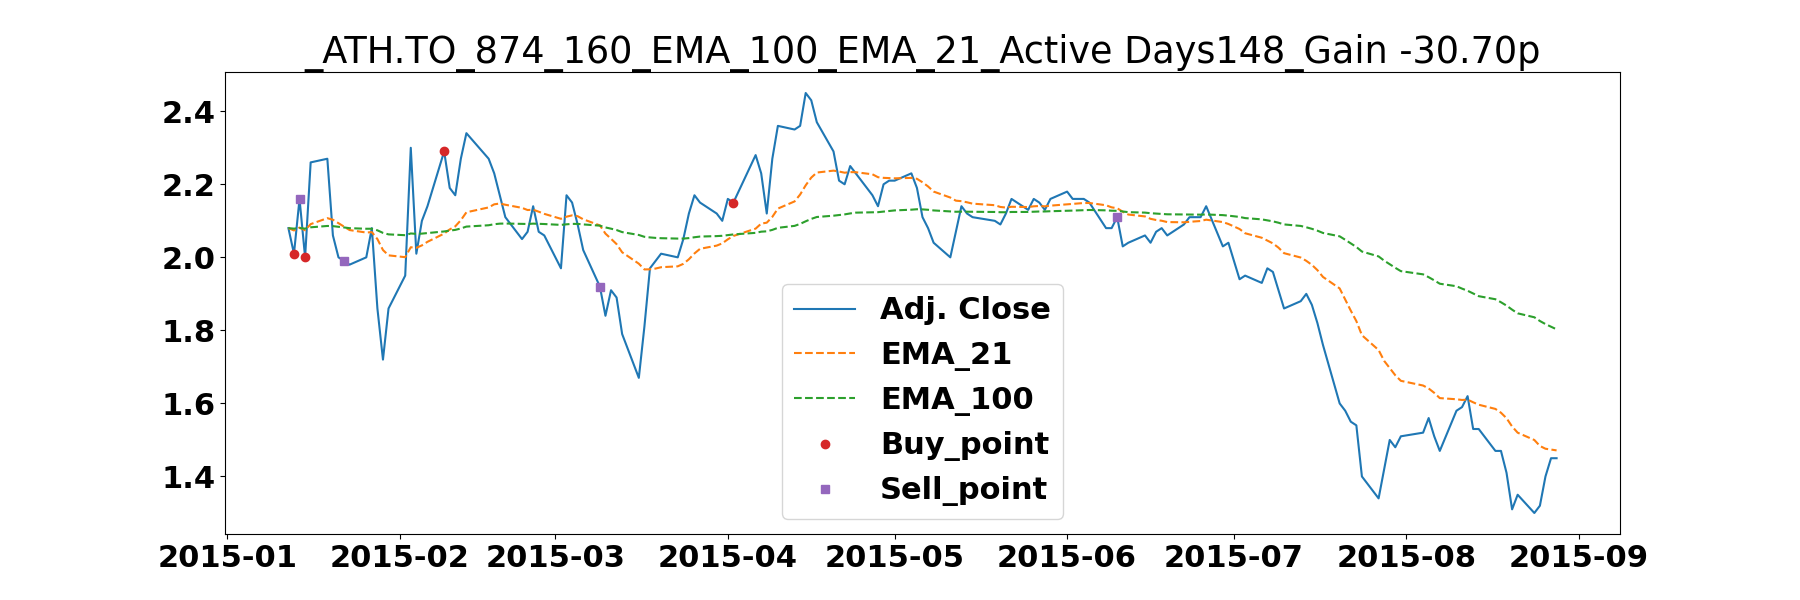 _ATH.TO_874_160_EMA_100_EMA_21_Active Days148_Gain -30.70p
2.4
2.2
2.0
1.8
1.6
1.4
Adj. Close
EMA_21
EMA_100
Buy_point
Sell_point
2015-01 2015-02 2015-03 2015-04 2015-05 2015-06 2015-07 2015-08 2015-09